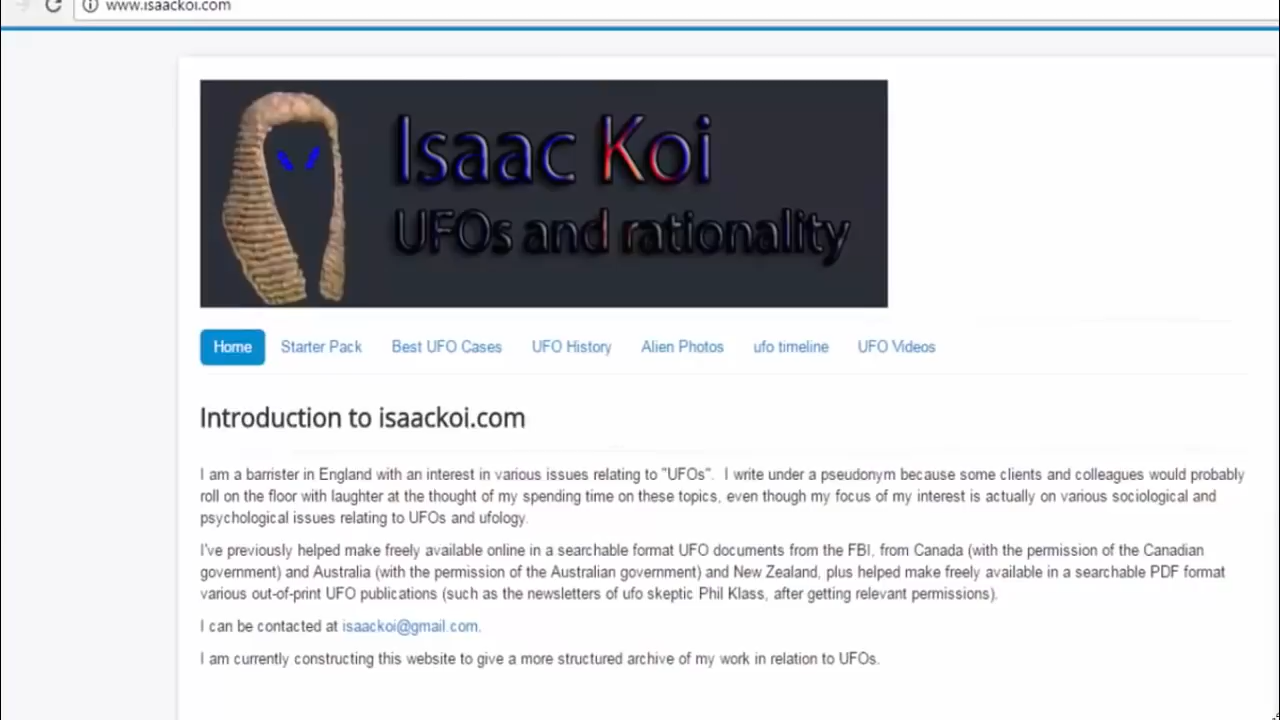 www.isaackoi.com
Isaac Koi
UFOs and rationality
Home Starter Pack Best UFO Cases UFO History Alien Photos ufo timeline UFO Videos
Introduction to isaackoi.com
I am a barrister in England with an interest in various issues relating to "UFOs". I write under a pseudonym because some clients and colleagues would probably
roll on the floor with laughter at the thought of my spending time on these topics, even though my focus of my interest is actually on various sociological and
psychological issues relating to UFOs and ufology.
I've previously helped make freely available online in a searchable format UFO documents from the FBI, from Canada (with the permission of the Canadian
government) and Australia (with the permission of the Australian government) and New Zealand, plus helped make freely available in a searchable PDF format
various out-of-print UFO publications (such as the newsletters of ufo skeptic Phil Klass, after getting relevant permissions).
I can be contacted at isaackoi@gmail.com.
I am currently constructing this website to give a more structured archive of my work in relation to UFOs.